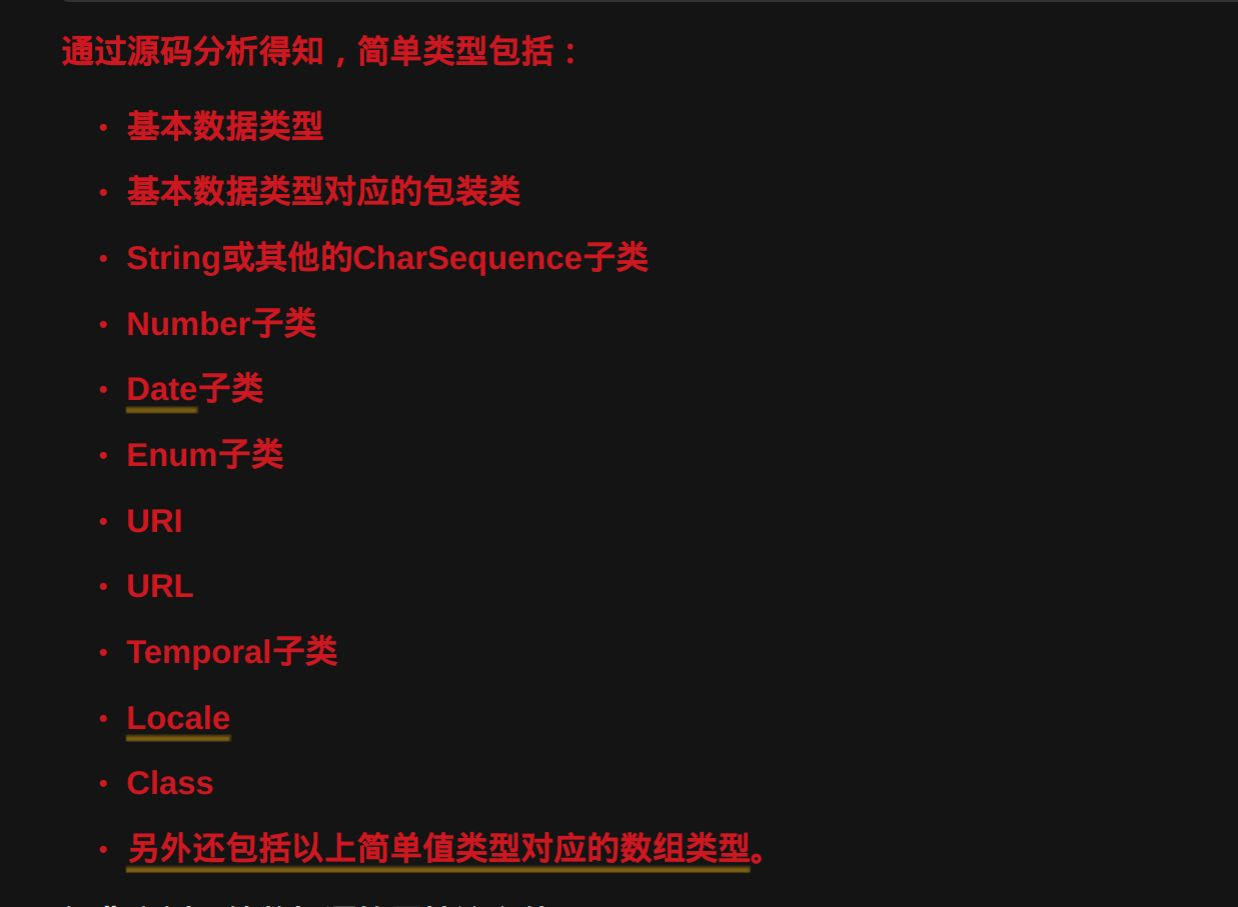 通过源码分析得知，简单类型包括：
• 基本数据类型
• 基本数据类型对应的包装类
• String或其他的CharSequence子类
• Number子类
• Date子类
• Enum子类
• URI
• URL
• Temporal子类
• Locale
• Class
• 另外还包括以上简单值类型对应的数组类型。